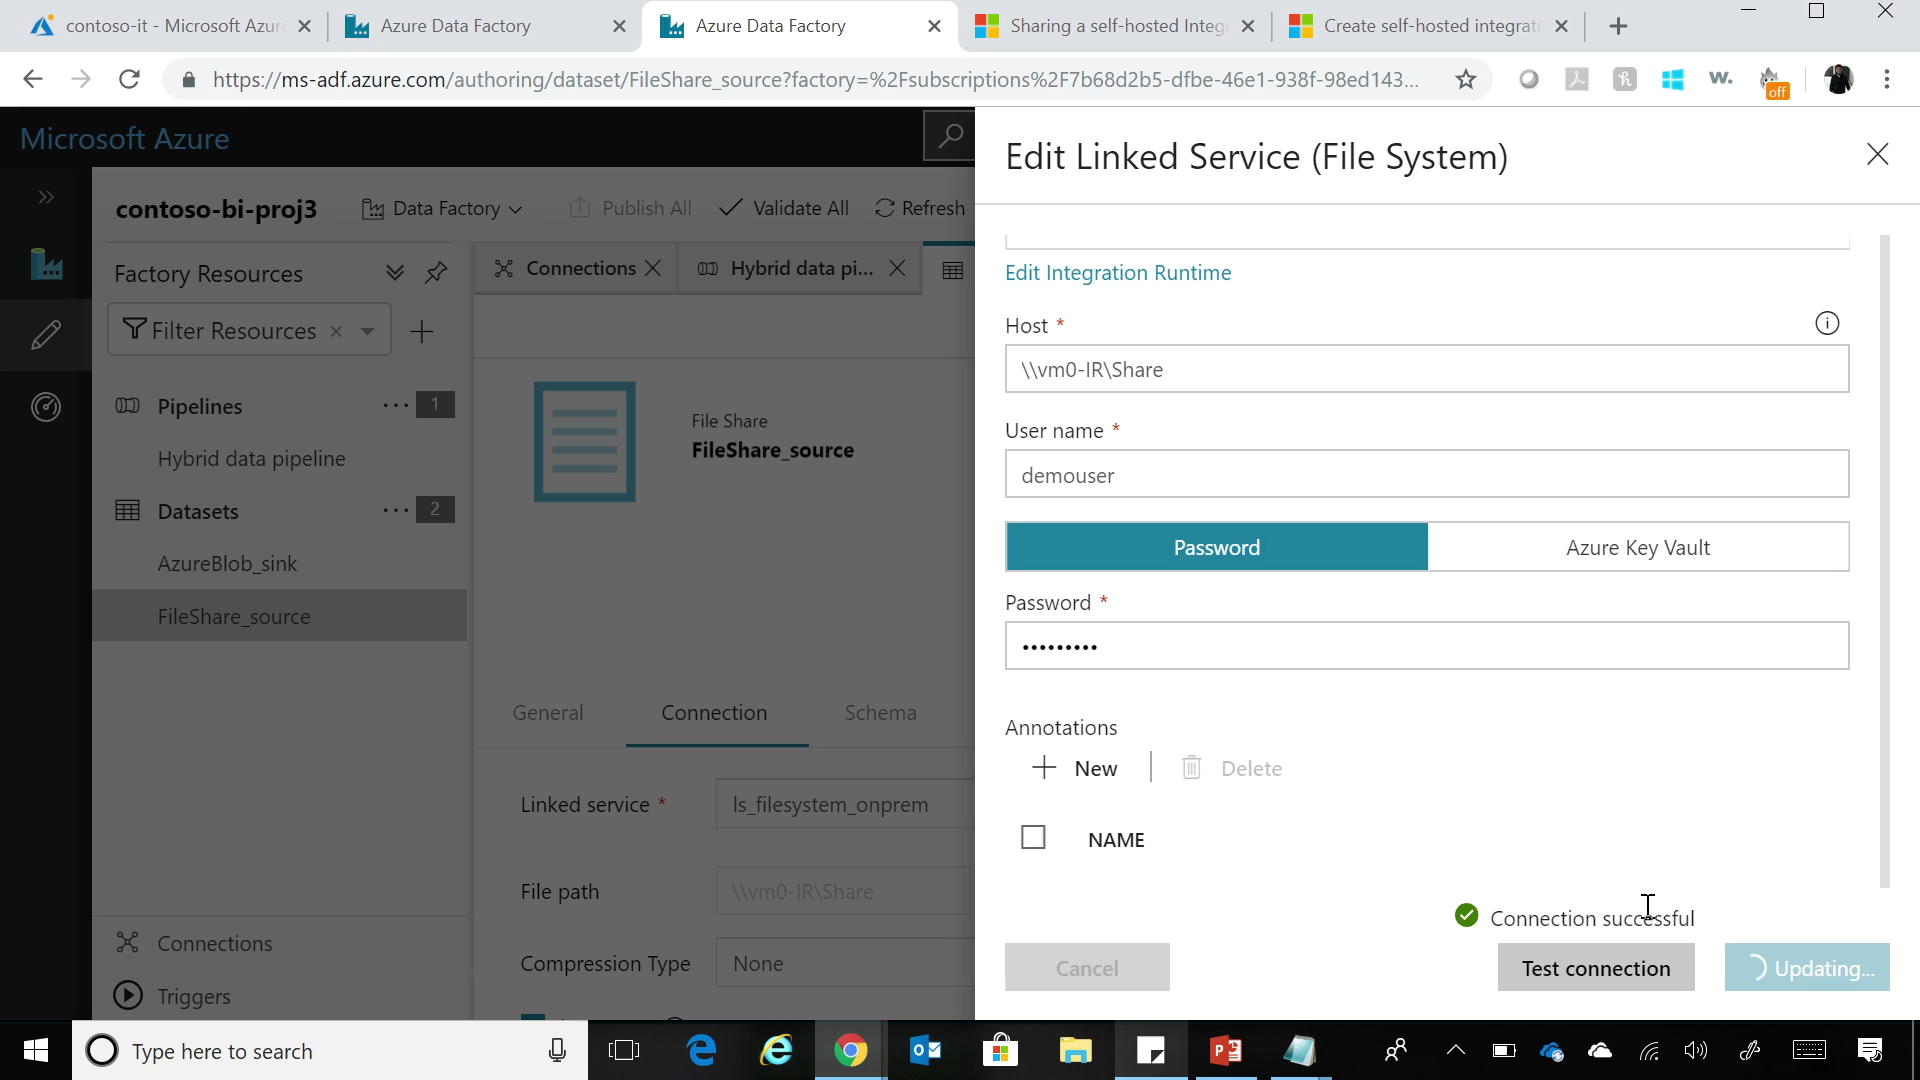 contoso-it - Microsoft Azur
Azure Data Factory
Azure Data Factory
Sharing a self-hosted Integ
Create self-hosted integrati
https://ms-adf.azure.com/authoring/dataset/FileShare_source?factory=%2Fsubscriptions%2F7b68d2b5-dfbe-46e1-938f-98ed143...
off
Microsoft Azure
contoso-bi-proj3
Data Factory
Publish All
Validate All
Refresh
Factory Resources
Filter Resources
Pipelines
1
Hybrid data pipeline
Datasets
2
AzureBlob_sink
FileShare_source
Connections
Triggers
Connections
Hybrid data pi...
File Share
FileShare_source
General
Connection
Schema
Linked service *
ls_filesystem_onprem
File path
\\vm0-IR\Share
Compression Type
None
Edit Linked Service (File System)
Edit Integration Runtime
Host *
\\vm0-IR\Share
User name *
demouser
Password
Azure Key Vault
Password *
•••••••••
Annotations
New
Delete
NAME
Connection successful
Cancel
Test connection
Updating...
Type here to search